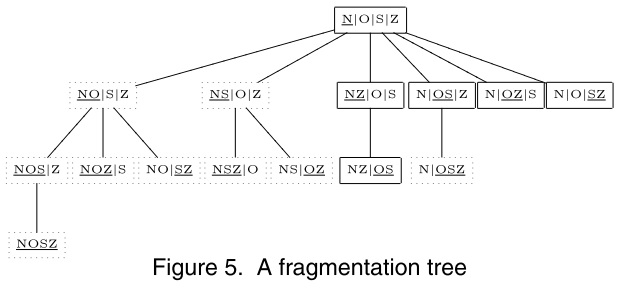 N|O|S|Z
NO|S|Z NS|O|Z NZ|O|S N|OS|Z N|OZ|S N|O|SZ
NOS|Z NOZ|S NO|SZ NSZ|O NS|OZ NZ|OS N|OSZ
NOSZ
Figure 5. A fragmentation tree